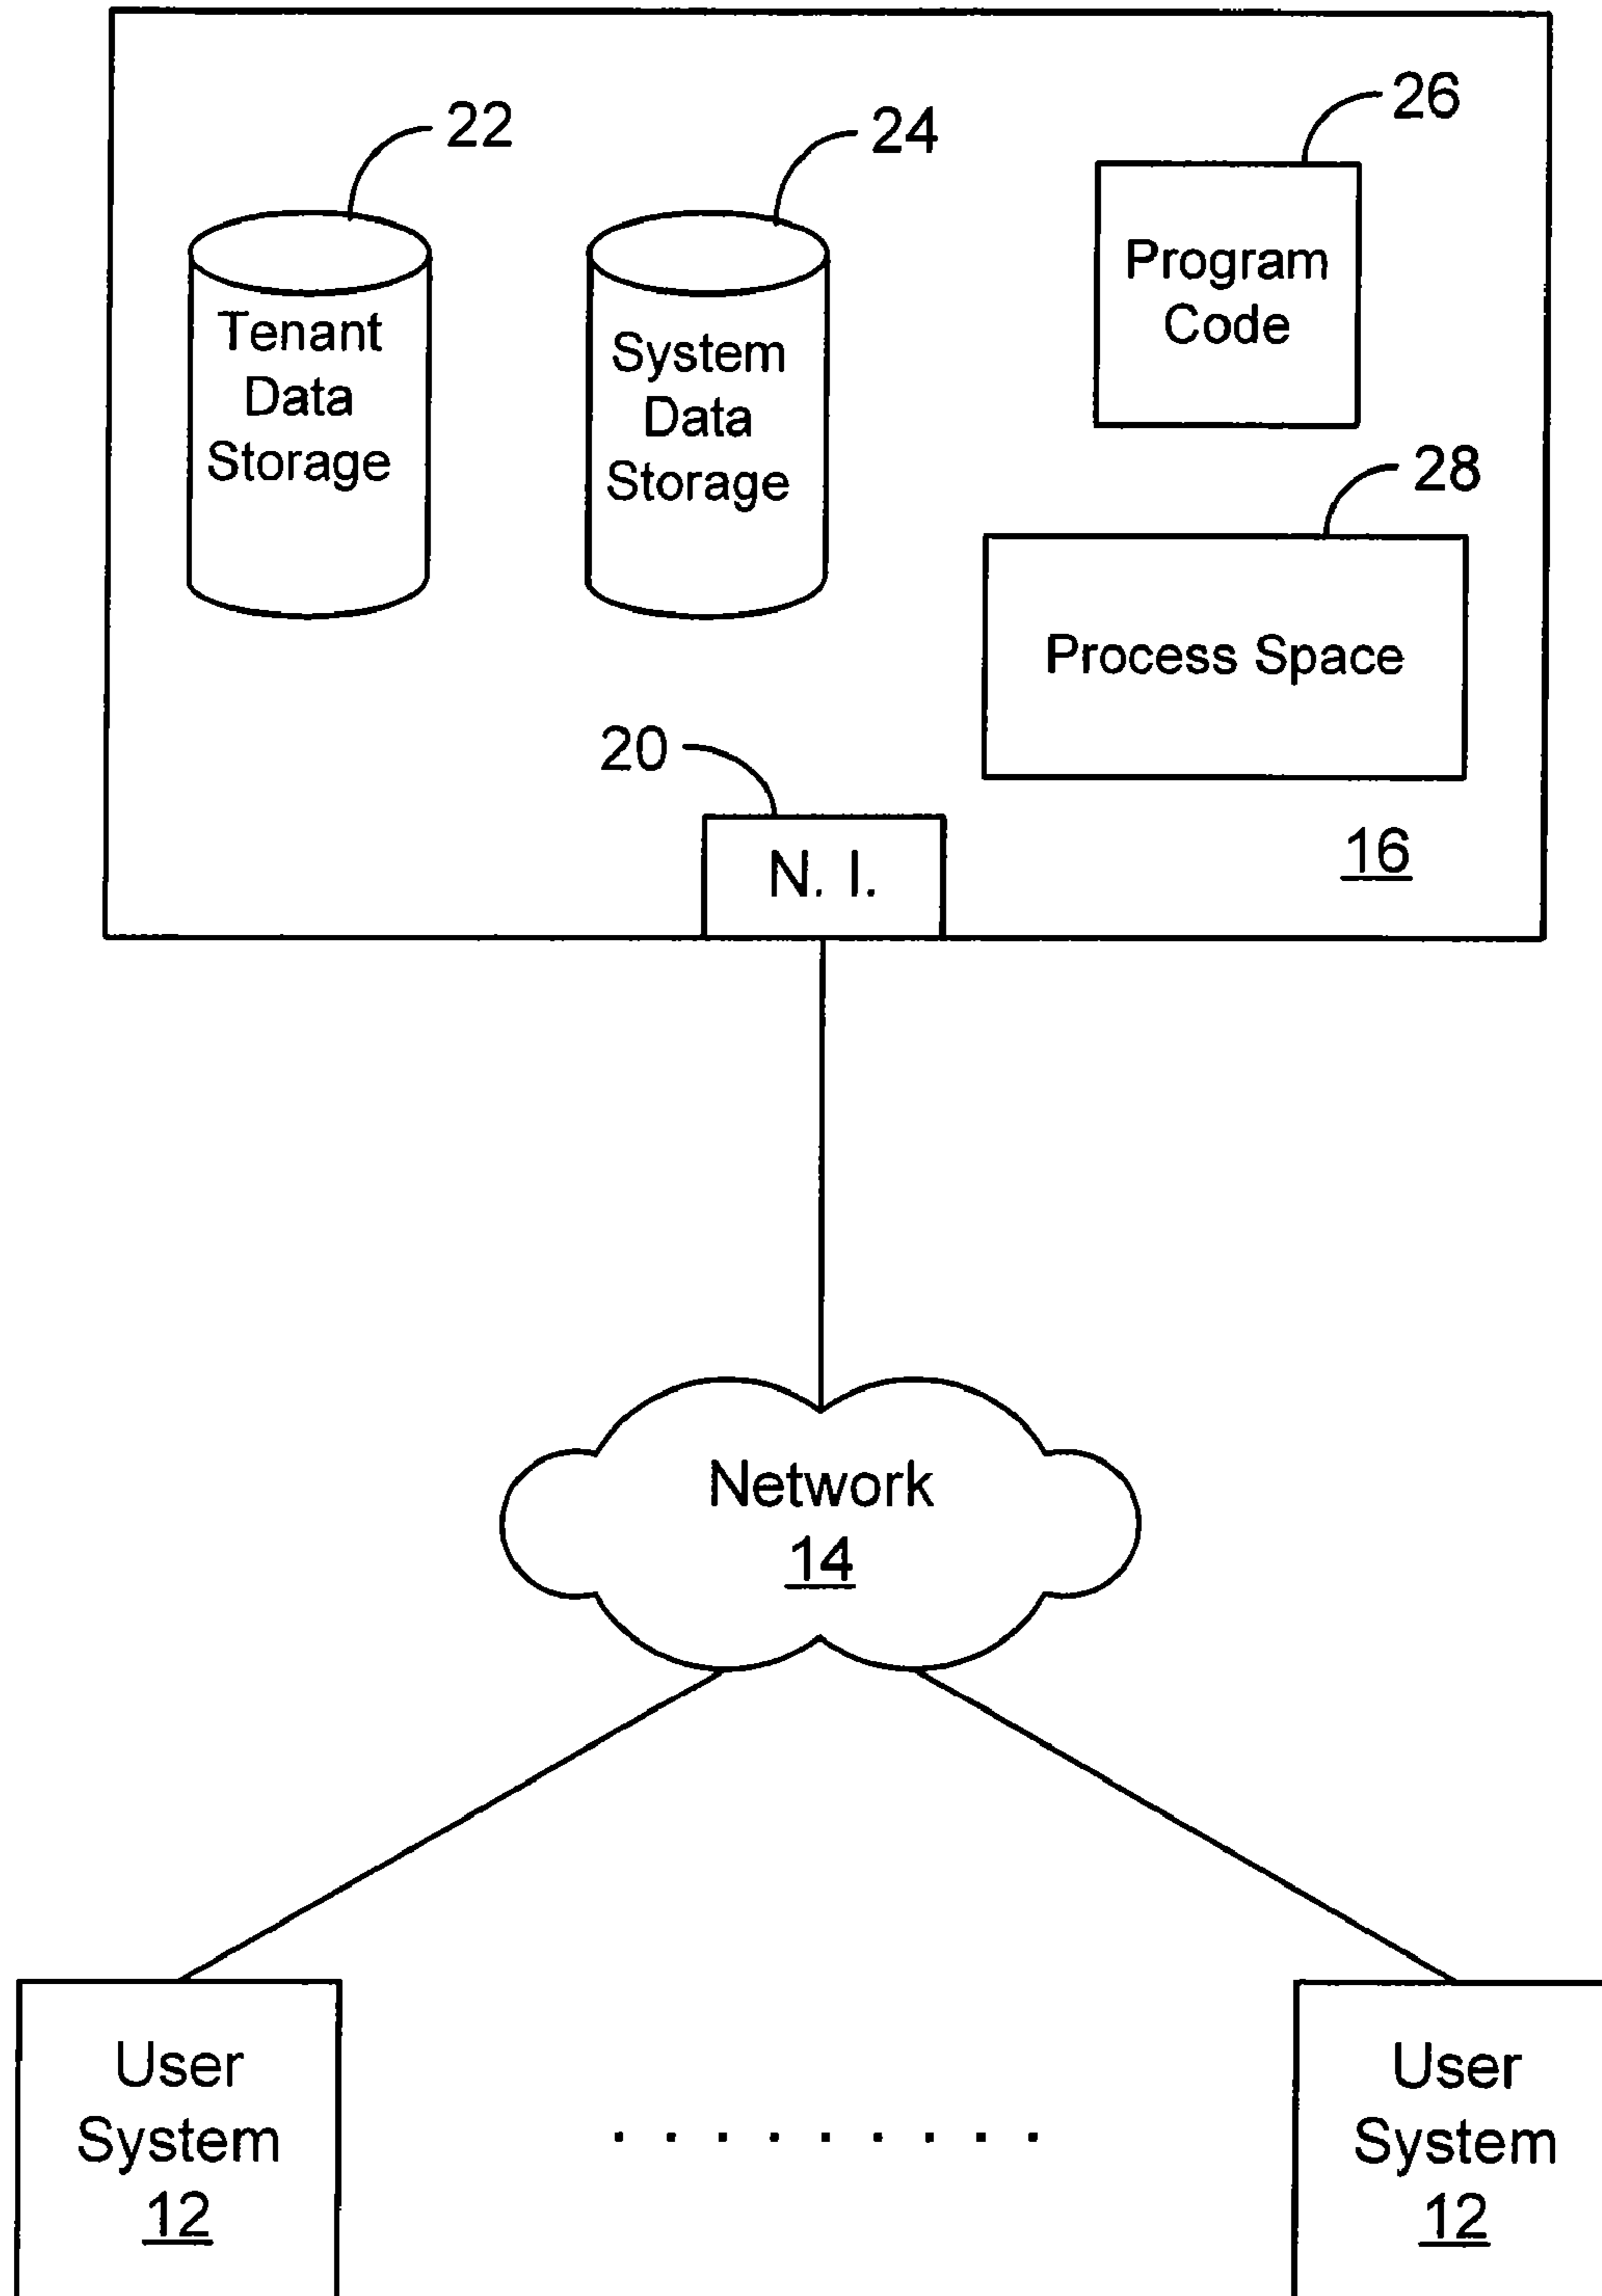 22
24
26
Tenant
Data
Storage
System
Data
Storage
Program
Code
28
Process Space
20
N. I.
16
Network
14
User
System
12
User
System
12